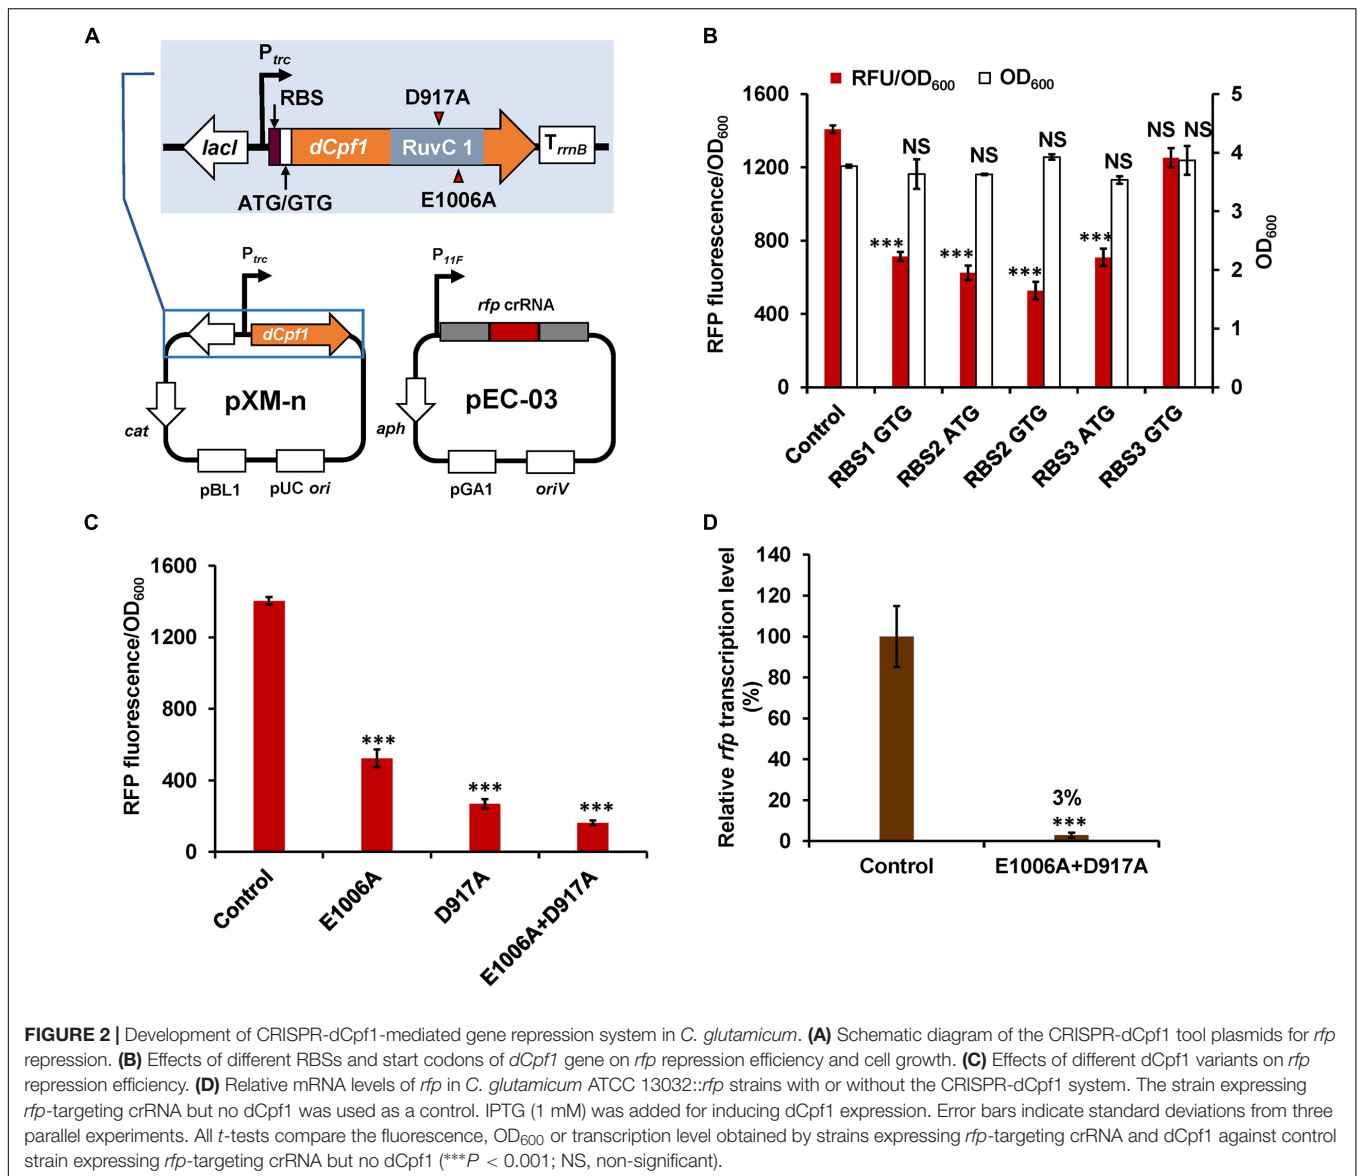 A
P trc
RBS
D917A
lacI
dCpf1
RuvC 1
T rrnB
ATG/GTG
E1006A
P trc
P 11F
rfp crRNA
dCpf1
pXM-n
pEC-03
cat
aph
pBL1
pUC ori
pGA1
oriV
B
RFU/OD600
OD600
RFP fluorescence/OD600
1600
1200
800
400
0
5
4
3
2
1
0
OD600
NS
NS
NS
NS
NS
NS
***
***
***
***
Control
RBS1 GTG
RBS2 ATG
RBS2 GTG
RBS3 ATG
RBS3 GTG
C
RFP fluorescence/OD600
1600
1200
800
400
0
***
***
***
Control
E1006A
D917A
E1006A+D917A
D
Relative rfp transcription level
(%)
140
120
100
80
60
40
20
0
3%
***
Control
E1006A+D917A
FIGURE 2 | Development of CRISPR-dCpf1-mediated gene repression system in C. glutamicum. (A) Schematic diagram of the CRISPR-dCpf1 tool plasmids for rfp
repression. (B) Effects of different RBSs and start codons of dCpf1 gene on rfp repression efficiency and cell growth. (C) Effects of different dCpf1 variants on rfp
repression efficiency. (D) Relative mRNA levels of rfp in C. glutamicum ATCC 13032::rfp strains with or without the CRISPR-dCpf1 system. The strain expressing
rfp-targeting crRNA but no dCpf1 was used as a control. IPTG (1 mM) was added for inducing dCpf1 expression. Error bars indicate standard deviations from three
parallel experiments. All t-tests compare the fluorescence, OD600 or transcription level obtained by strains expressing rfp-targeting crRNA and dCpf1 against control
strain expressing rfp-targeting crRNA but no dCpf1 (***P < 0.001; NS, non-significant).